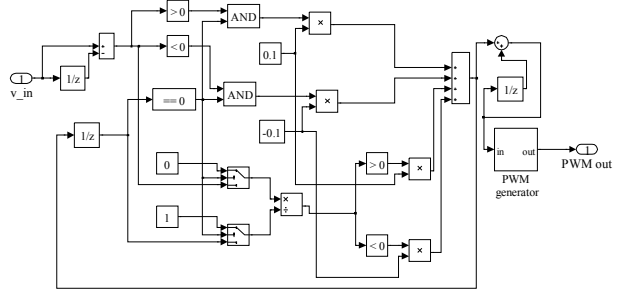 > 0
AND
×
1
v_in
1/z
+
-
< 0
0.1
AND
×
== 0
-0.1
1/z
0
1
×
÷
> 0
×
< 0
×
+
+
+
+
+
+
1/z
in out
PWM
generator
1
PWM out